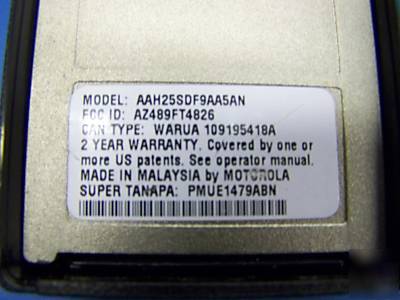 MODEL: AAH25SDF9AA5AN
FCC ID: AZ489FT4826
CAN TYPE: WARUA 109195418A
2 YEAR WARRANTY. Covered by one or
more US patents. See operator manual.
MADE IN MALAYSIA by MOTOROLA
SUPER TANAPA: PMUE1479ABN